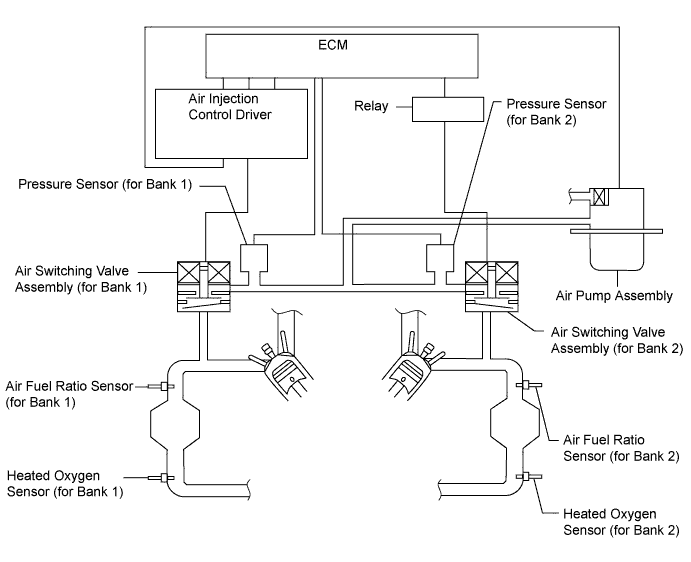 ECM
Air Injection
Control Driver
Relay
Pressure Sensor
(for Bank 2)
Pressure Sensor (for Bank 1)
Air Switching Valve
Assembly (for Bank 1)
Air Pump Assembly
Air Switching Valve
Assembly (for Bank 2)
Air Fuel Ratio Sensor
(for Bank 1)
Air Fuel Ratio
Sensor (for Bank 2)
Heated Oxygen
Sensor (for Bank 1)
Heated Oxygen
Sensor (for Bank 2)